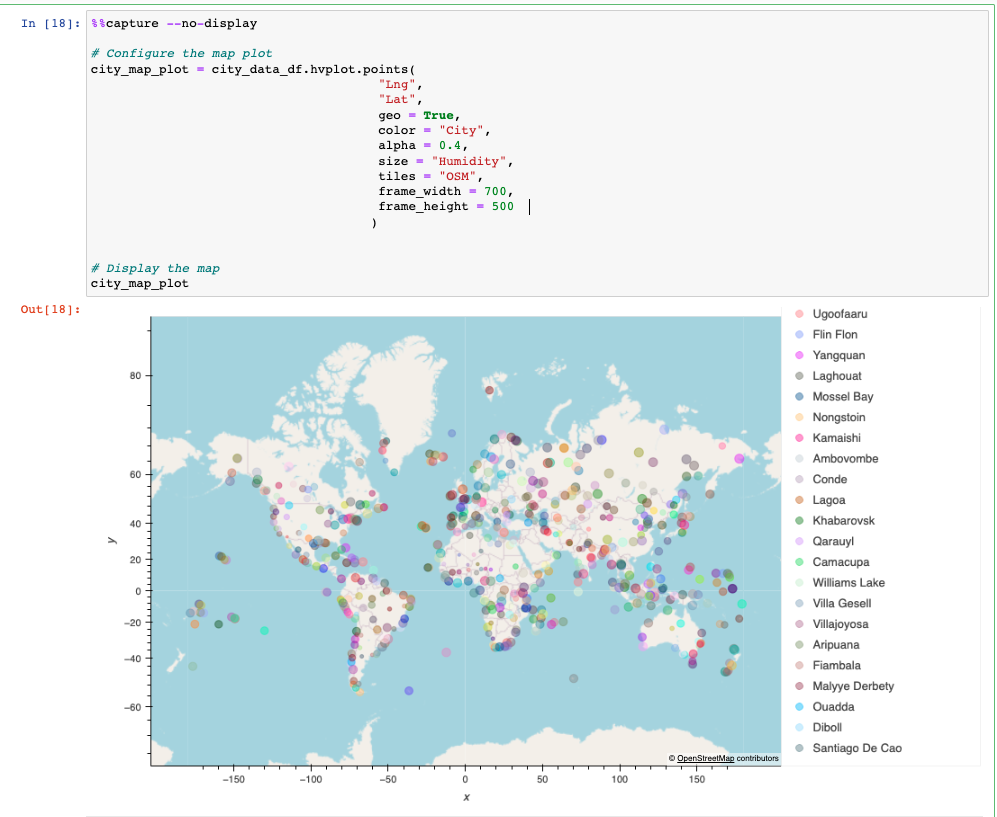 In [18]: %%capture --no-display
# Configure the map plot
city_map_plot = city_data_df.hvplot.points(
"Lng",
"Lat",
geo = True,
color = "City",
alpha = 0.4,
size = "Humidity",
tiles = "OSM",
frame_width = 700,
frame_height = 500
)
# Display the map
city_map_plot
Out[18]:
Ugoofaaru
Flin Flon
Yangquan
Laghouat
Mossel Bay
Nongstoin
Kamaishi
Ambovombe
Conde
Lagoa
Khabarovsk
Qarauyl
Camacupa
Williams Lake
Villa Gesell
Villajoyosa
Aripuana
Fiambala
Malyye Derbety
Ouadda
Diboll
Santiago De Cao
80
60
40
20
0
−20
−40
−60
y
© OpenStreetMap contributors
−150 −100 −50 0 50 100 150
x